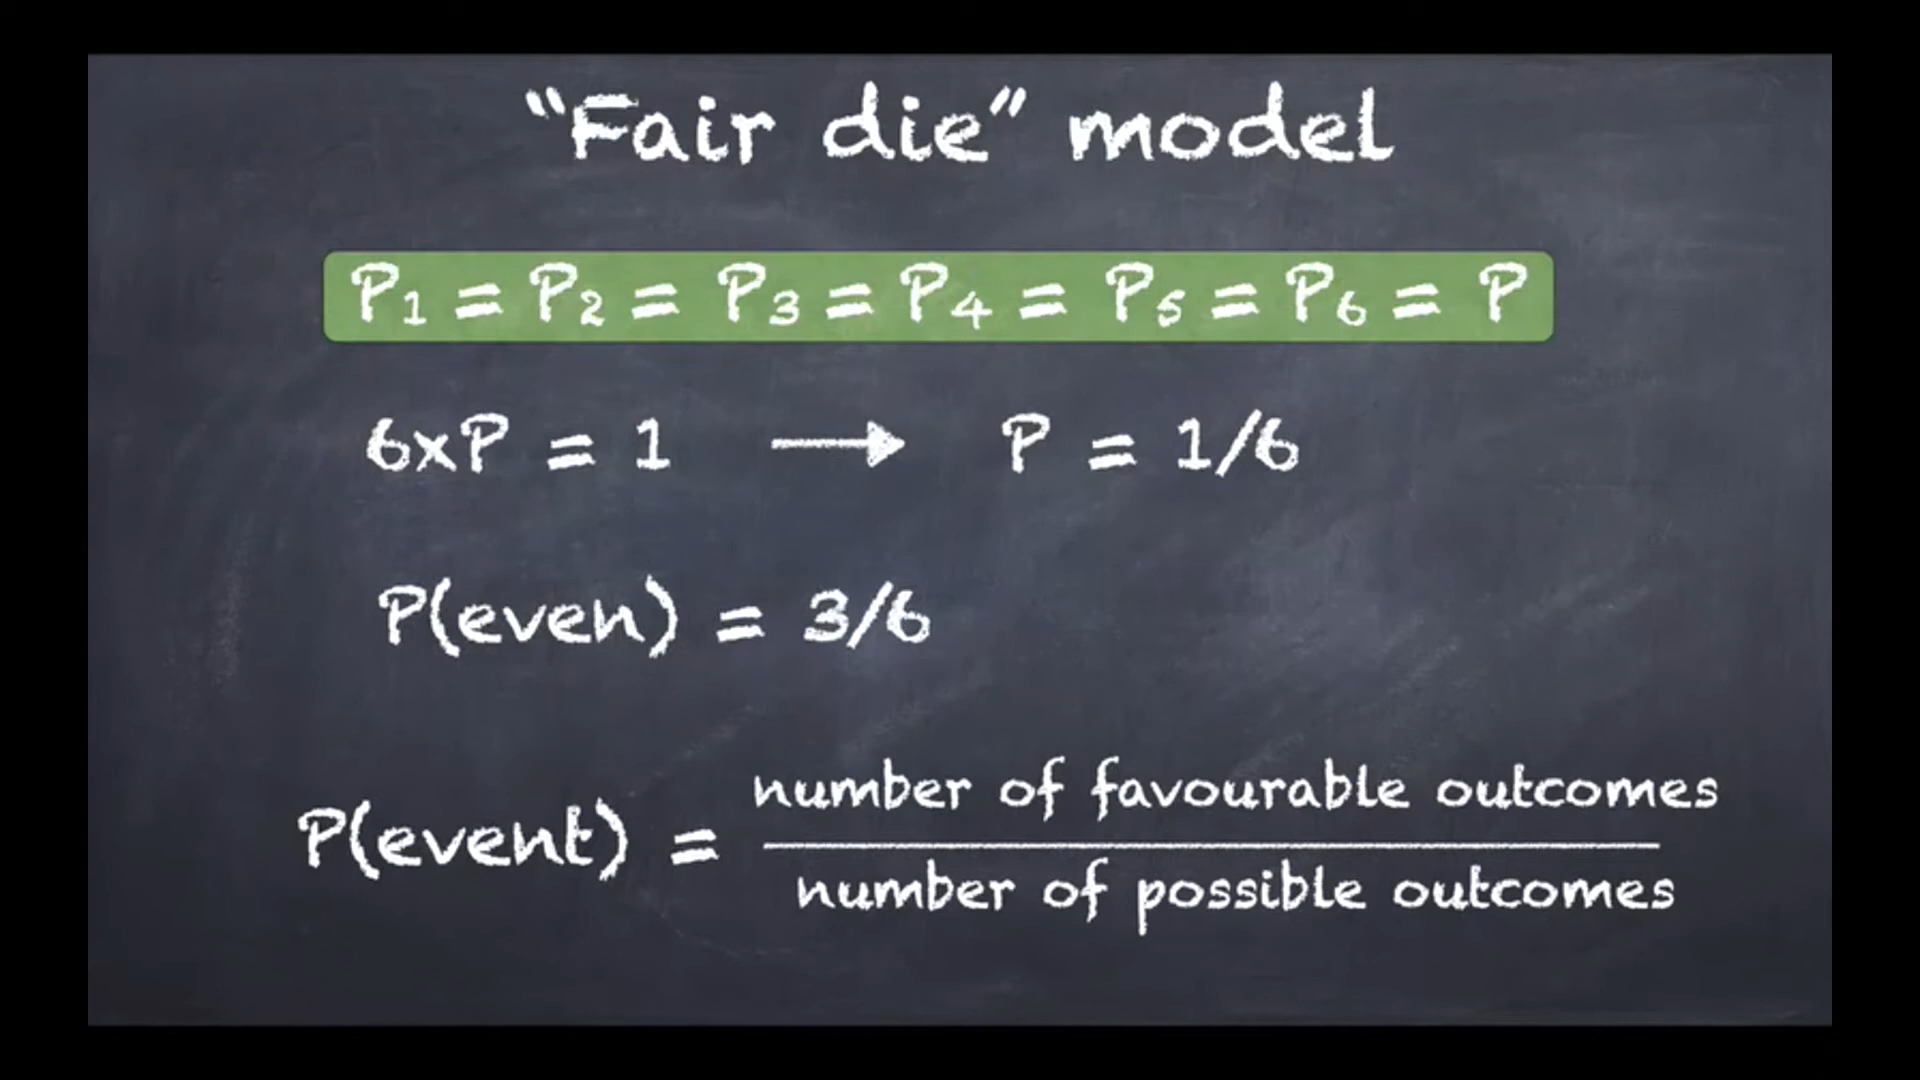 "Fair die" model
P₁ = P₂ = P₃ = P₄ = P₅ = P₆ = P
6xP = 1 → P = 1/6
P(even) = 3/6
number of favourable outcomes
P(event) =
number of possible outcomes